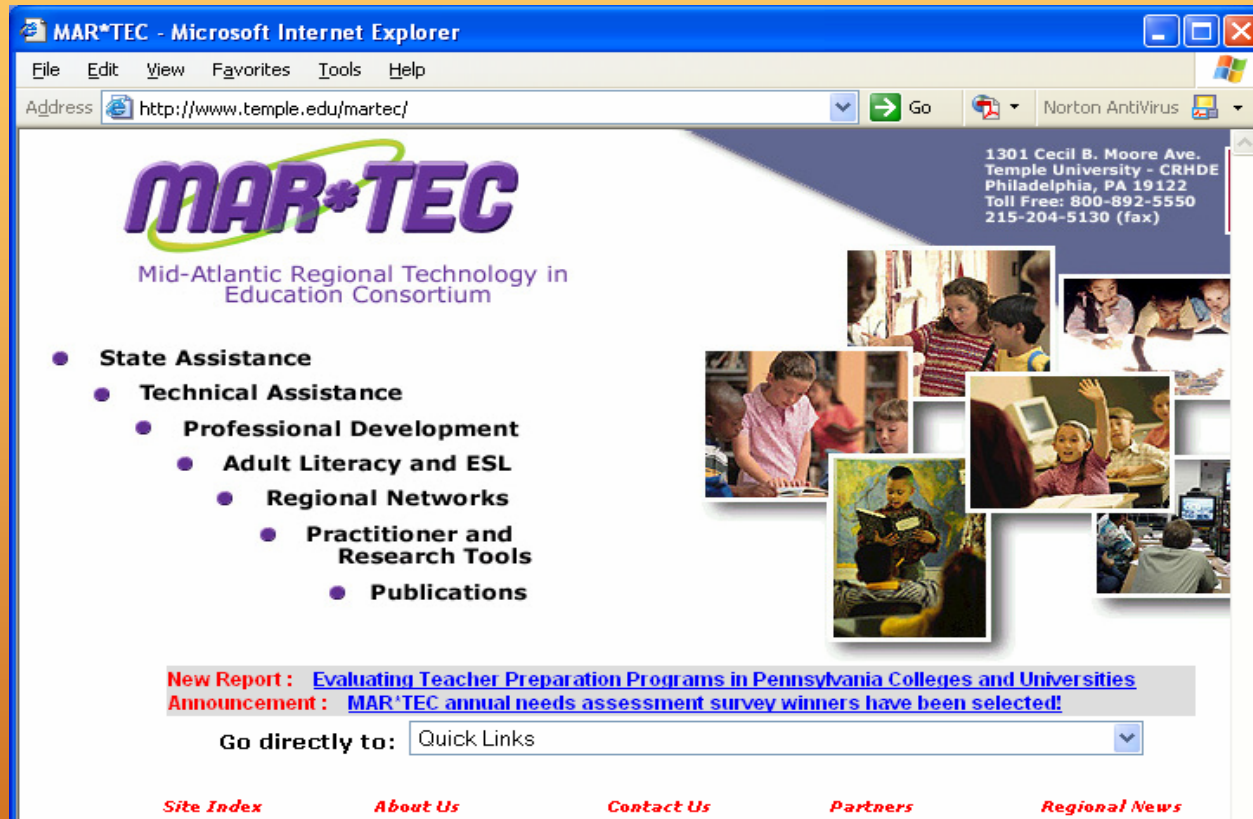 MAR*TEC - Microsoft Internet Explorer
File Edit View Favorites Tools Help
Address http://www.temple.edu/martec/ Go Norton AntiVirus
1301 Cecil B. Moore Ave.
Temple University - CRHDE
Philadelphia, PA 19122
Toll Free: 800-892-5550
215-204-5130 (fax)
MAR*TEC
Mid-Atlantic Regional Technology in
Education Consortium
State Assistance
Technical Assistance
Professional Development
Adult Literacy and ESL
Regional Networks
Practitioner and
Research Tools
Publications
New Report : Evaluating Teacher Preparation Programs in Pennsylvania Colleges and Universities
Announcement : MAR*TEC annual needs assessment survey winners have been selected!
Go directly to: Quick Links
Site Index About Us Contact Us Partners Regional News